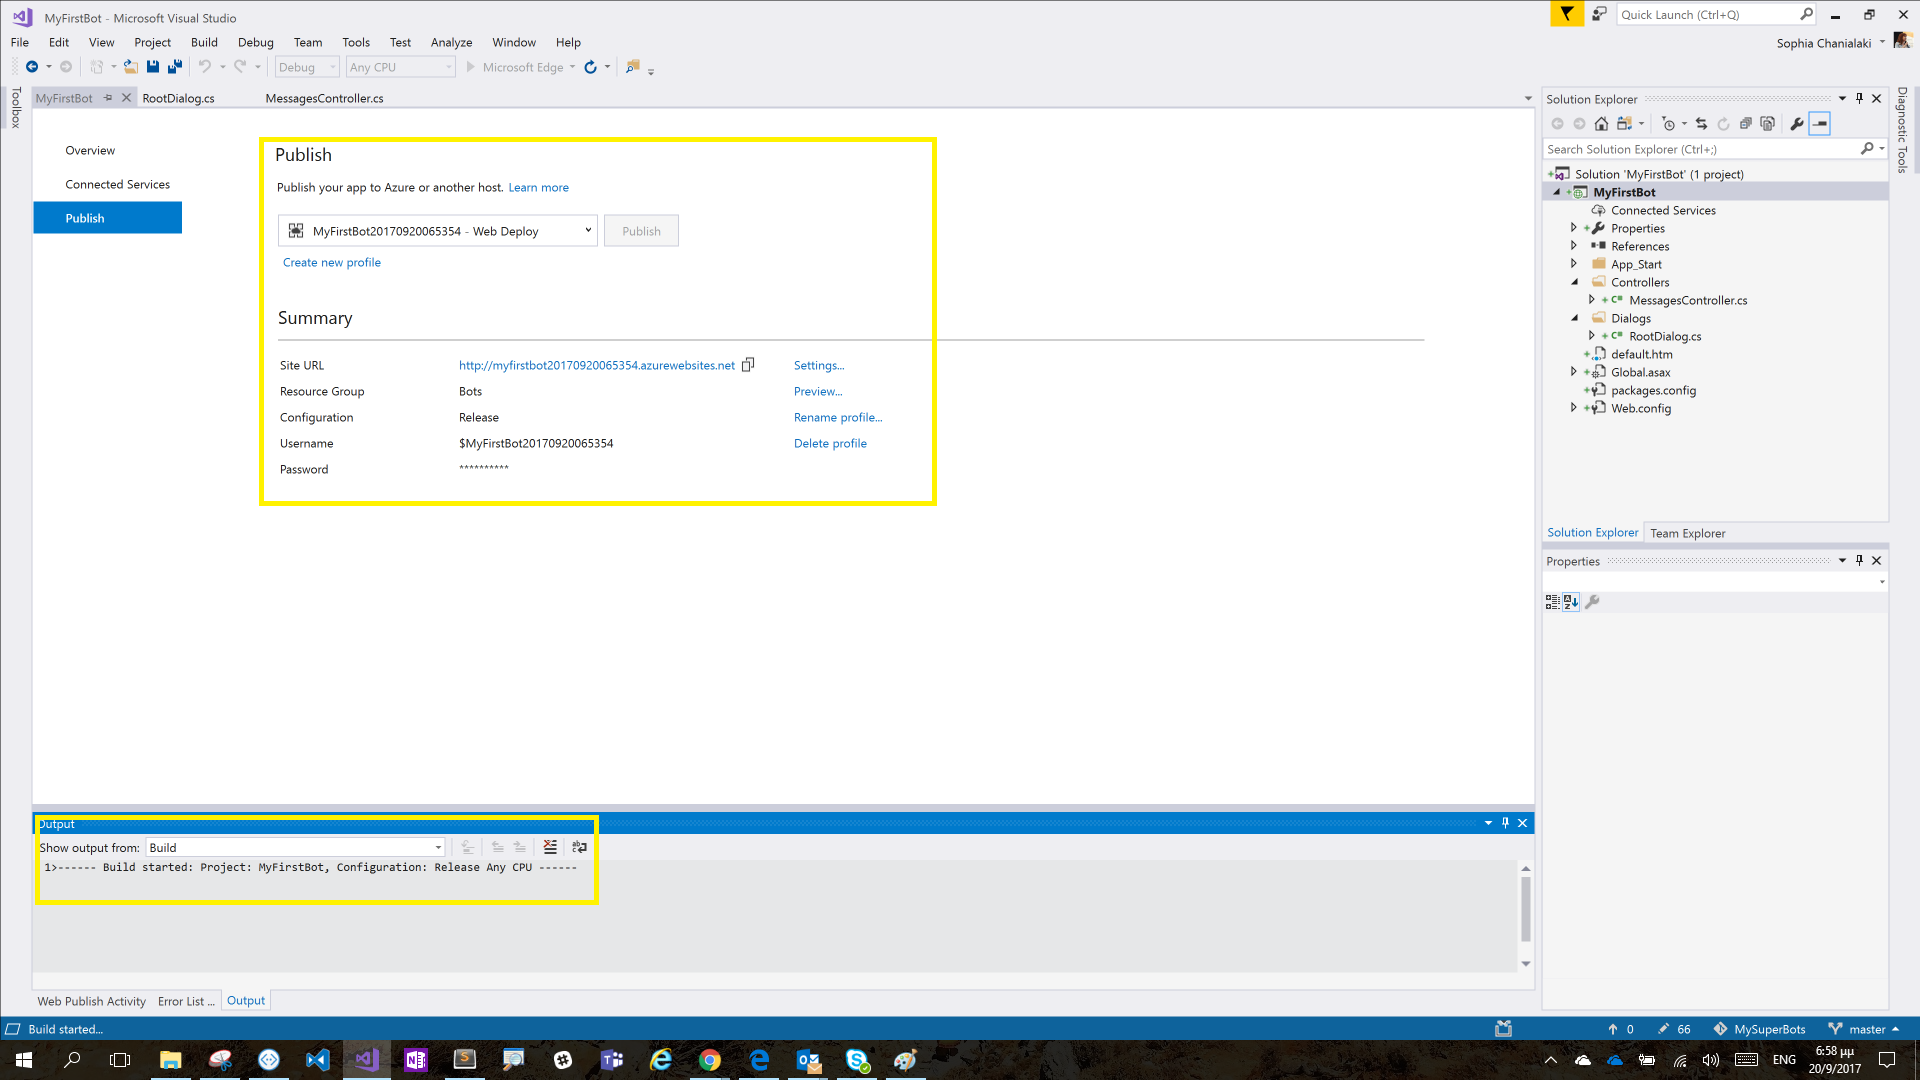 MyFirstBot - Microsoft Visual Studio
Quick Launch (Ctrl+Q)
File Edit View Project Build Debug Team Tools Test Analyze Window Help
Sophia Chanialaki
Debug Any CPU Microsoft Edge
Toolbox
MyFirstBot RootDialog.cs MessagesController.cs
Overview
Connected Services
Publish
Publish
Publish your app to Azure or another host. Learn more
MyFirstBot20170920065354 - Web Deploy Publish
Create new profile
Summary
Site URL http://myfirstbot20170920065354.azurewebsites.net Settings...
Resource Group Bots Preview...
Configuration Release Rename profile...
Username $MyFirstBot20170920065354 Delete profile
Password **********
Solution Explorer
Search Solution Explorer (Ctrl+;)
Solution 'MyFirstBot' (1 project)
MyFirstBot
Connected Services
Properties
References
App_Start
Controllers
MessagesController.cs
Dialogs
RootDialog.cs
default.htm
Global.asax
packages.config
Web.config
Solution Explorer Team Explorer
Properties
Diagnostic Tools
Output
Show output from: Build
1>------ Build started: Project: MyFirstBot, Configuration: Release Any CPU ------
Web Publish Activity Error List ... Output
Build started...
0 66 MySuperBots master
ENG
6:58 μμ
20/9/2017